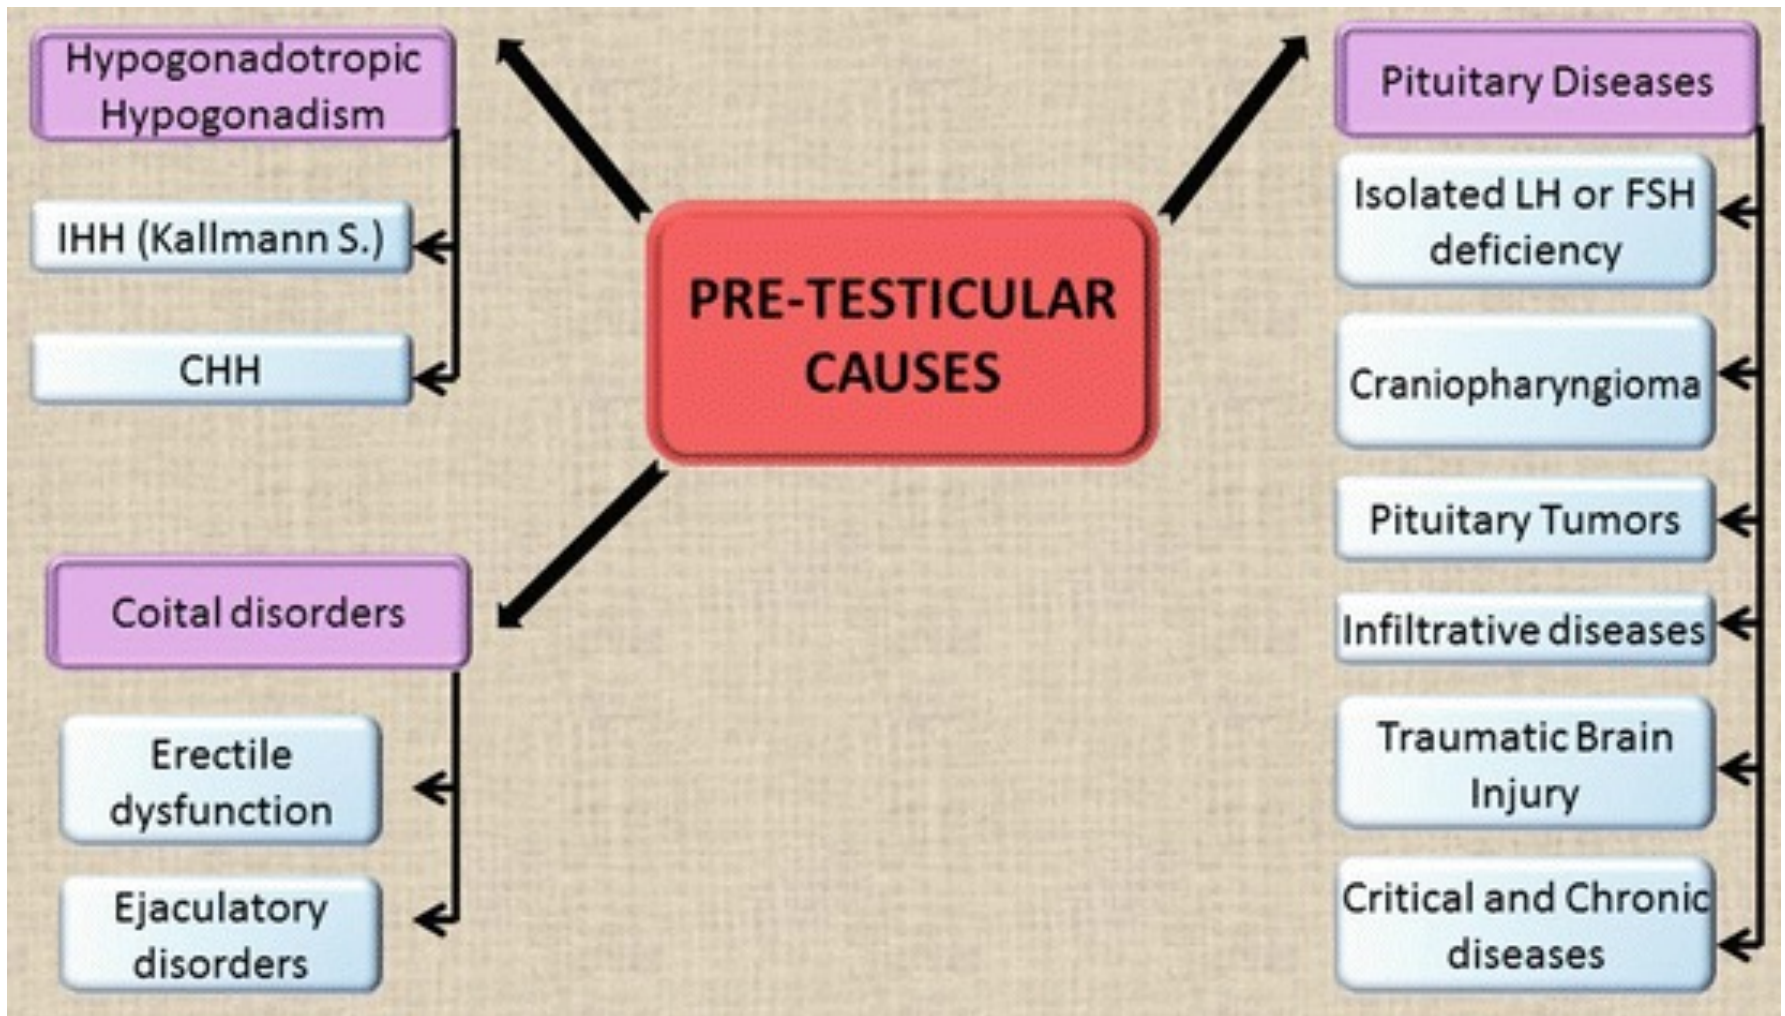 Hypogonadotropic
Hypogonadism
IHH (Kallmann S.)
CHH
PRE-TESTICULAR
CAUSES
Coital disorders
Erectile
dysfunction
Ejaculatory
disorders
Pituitary Diseases
Isolated LH or FSH
deficiency
Craniopharyngioma
Pituitary Tumors
Infiltrative diseases
Traumatic Brain
Injury
Critical and Chronic
diseases